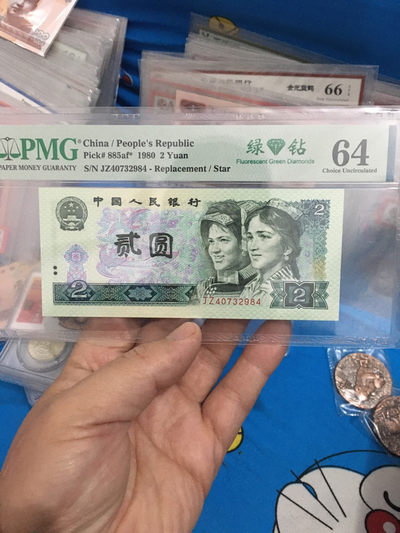 PMG
PAPER MONEY GUARANTY
China / People's Republic
Pick# 885af* 1980 2 Yuan
S/N JZ40732984 - Replacement / Star
绿 钻
Fluorescent Green Diamonds
64
Choice Uncirculated
66
中国人民银行
贰圆
2
2
2
JZ40732984